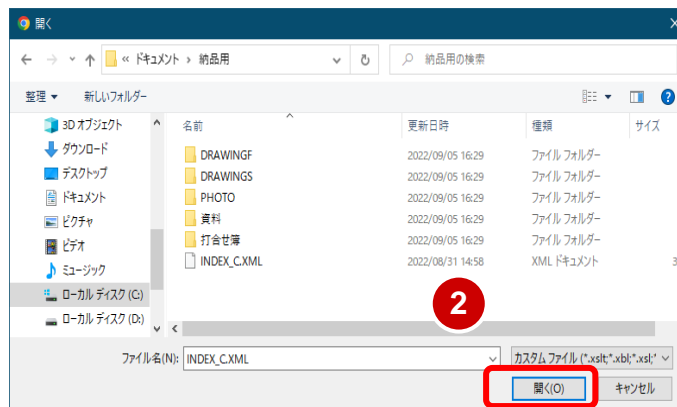 開く
« ドキュメント › 納品用
納品用の検索
整理 新しいフォルダー
3D オブジェクト
ダウンロード
デスクトップ
ドキュメント
ピクチャ
ビデオ
ミュージック
ローカル ディスク (C:)
ローカル ディスク (D:)
名前 更新日時 種類 サイズ
DRAWINGF 2022/09/05 16:29 ファイル フォルダー
DRAWINGS 2022/09/05 16:29 ファイル フォルダー
PHOTO 2022/09/05 16:29 ファイル フォルダー
資料 2022/09/05 16:29 ファイル フォルダー
打合せ簿 2022/09/05 16:29 ファイル フォルダー
INDEX_C.XML 2022/08/31 14:58 XML ドキュメント 3
2
ファイル名(N): INDEX_C.XML カスタム ファイル (*.xslt;*.xbl;*.xsl;*
開く(O) キャンセル